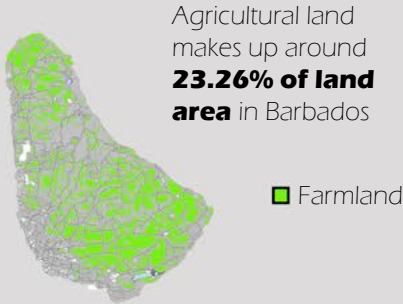 Agricultural land
makes up around
23.26% of land
area in Barbados
Farmland